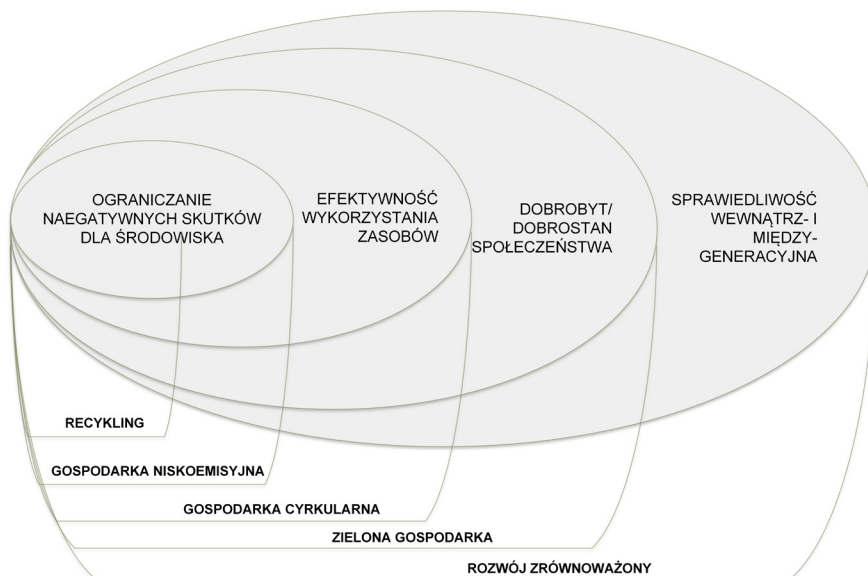 OGRANICZANIE
NAEGATYWNYCH SKUTKÓW
DLA ŚRODOWISKA
EFEKTYWNOŚĆ
WYKORZYSTANIA
ZASOBÓW
DOBROBYT/
DOBROSTAN
SPOŁECZEŃSTWA
SPRAWIEDLIWOŚĆ
WEWNĄTRZ- I
MIĘDZY-
GENERACYJNA
RECYKLING
GOSPODARKA NISKOEMISYJNA
GOSPODARKA CYRKULARNA
ZIELONA GOSPODARKA
ROZWÓJ ZRÓWNOWAŻONY